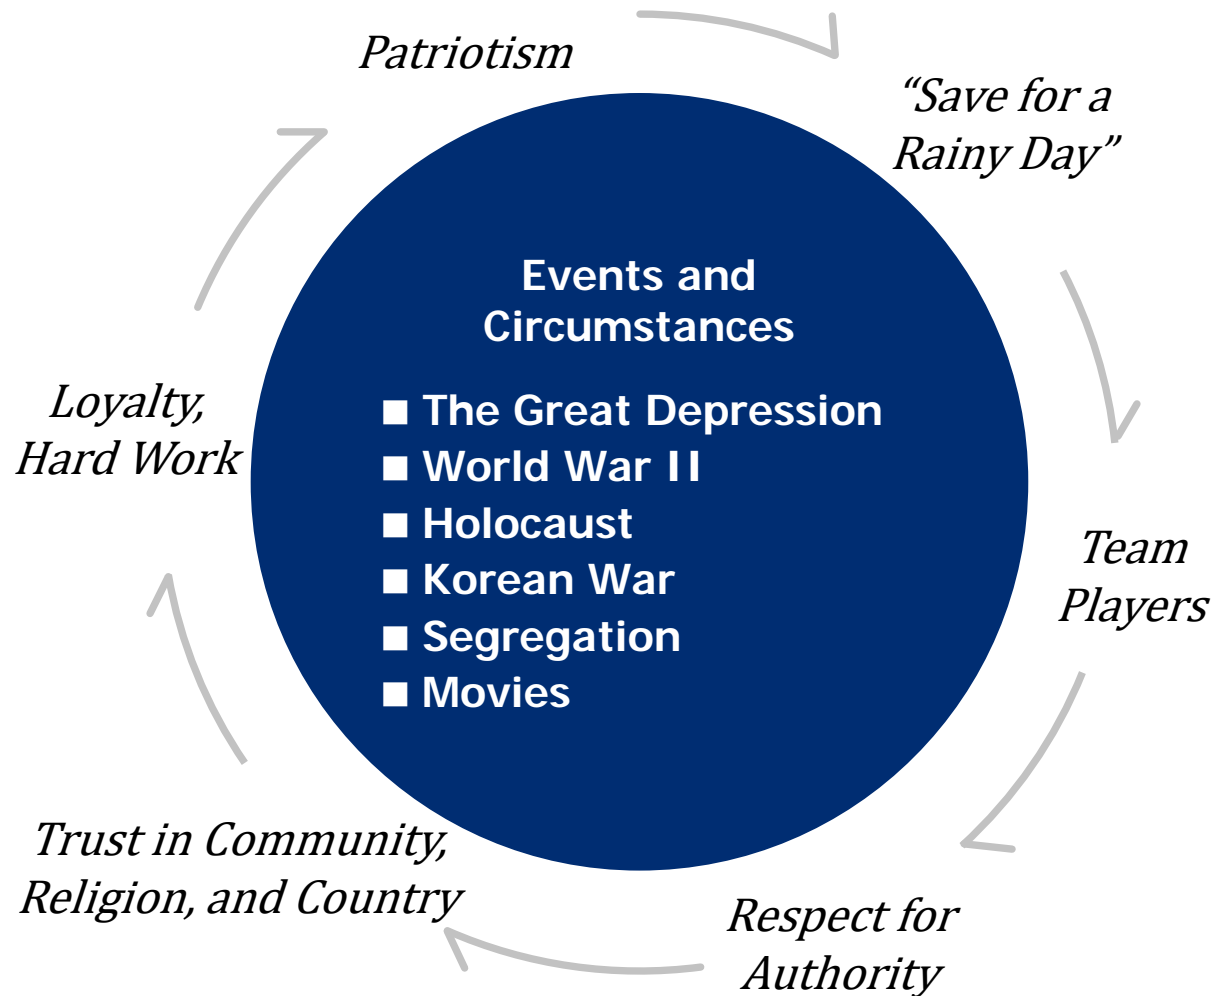 Patriotism
“Save for a
Rainy Day”
Events and
Circumstances
■ The Great Depression
■ World War II
■ Holocaust
■ Korean War
■ Segregation
■ Movies
Loyalty,
Hard Work
Team
Players
Trust in Community,
Religion, and Country
Respect for
Authority